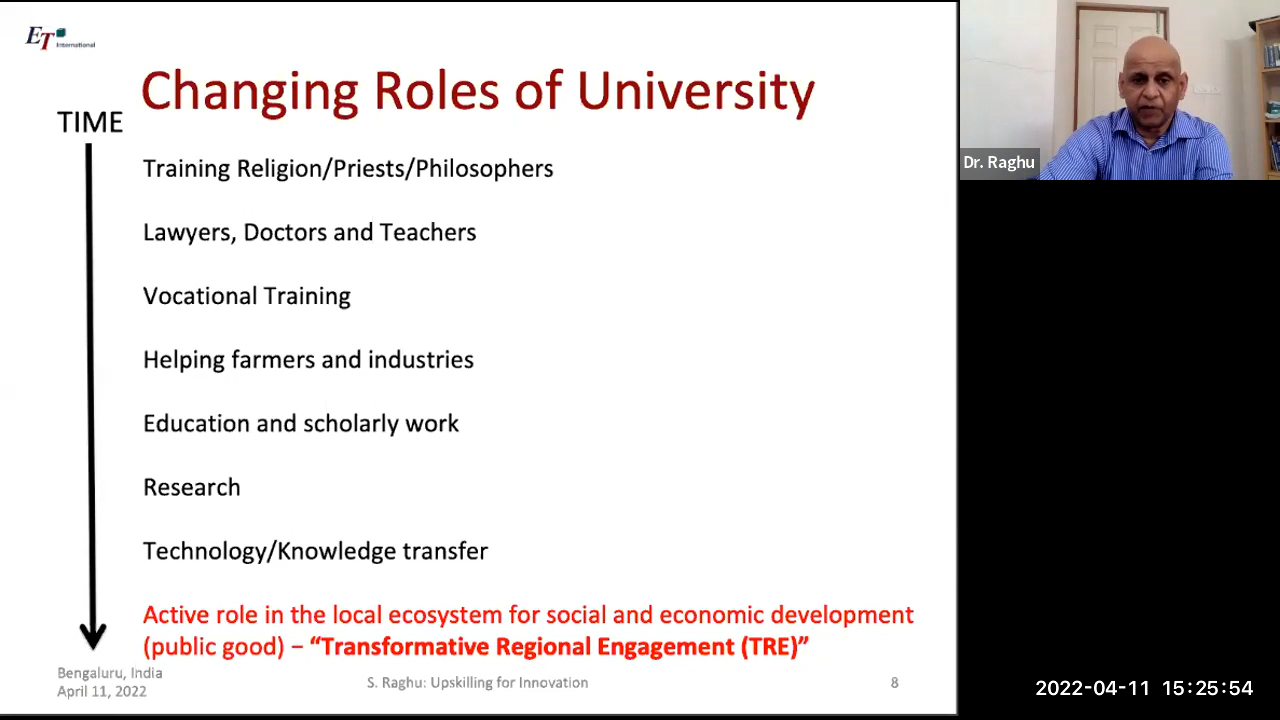 ET International
Changing Roles of University
TIME
Training Religion/Priests/Philosophers
Lawyers, Doctors and Teachers
Vocational Training
Helping farmers and industries
Education and scholarly work
Research
Technology/Knowledge transfer
Active role in the local ecosystem for social and economic development
(public good) – “Transformative Regional Engagement (TRE)”
Bengaluru, India
April 11, 2022
S. Raghu: Upskilling for Innovation
8
Dr. Raghu
2022-04-11 15:25:54